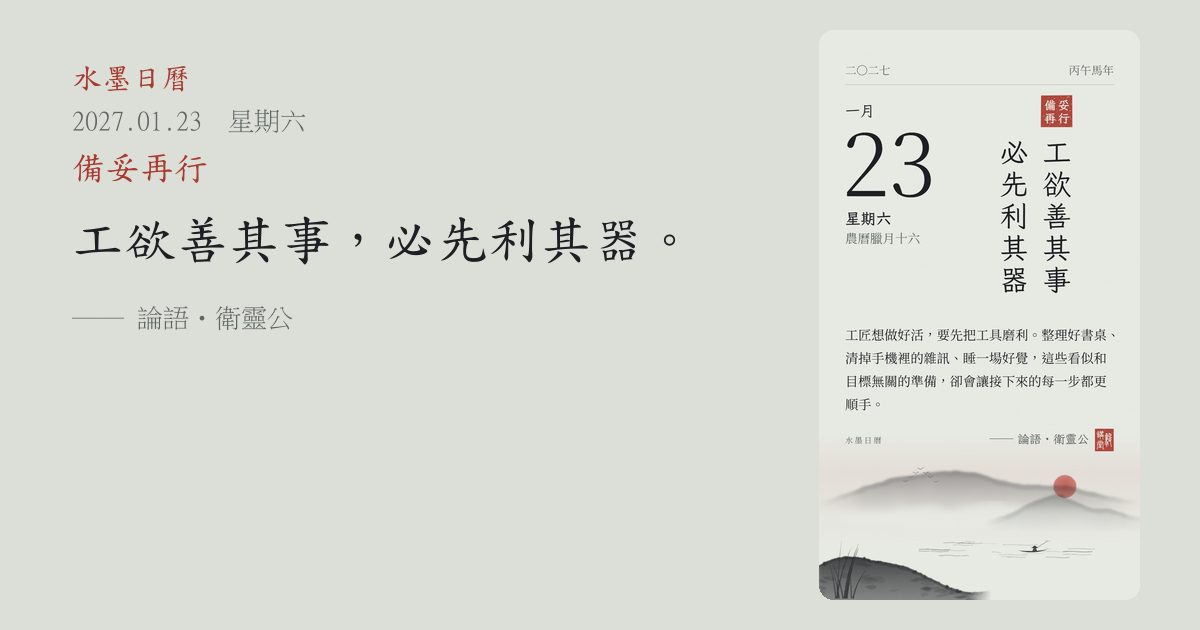 水墨日曆
2027.01.23 星期六
備妥再行
工欲善其事，必先利其器。
—— 論語・衛靈公
二〇二七
丙午馬年
一月
23
星期六
農曆臘月十六
備妥再行
工欲善其事
必先利其器
工匠想做好活，要先把工具磨利。整理好書桌、
清掉手機裡的雜訊、睡一場好覺，這些看似和
目標無關的準備，卻會讓接下來的每一步都更
順手。
水墨日曆
—— 論語・衛靈公